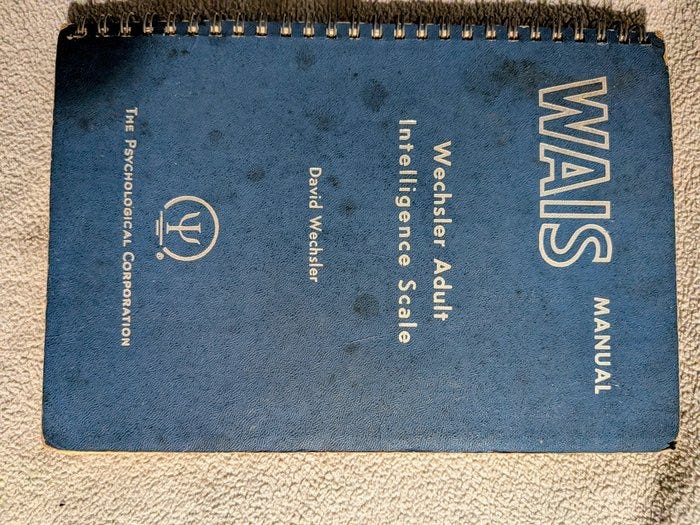 WAIS MANUAL
Wechsler Adult
Intelligence Scale
David Wechsler
Ψ ®
THE PSYCHOLOGICAL CORPORATION